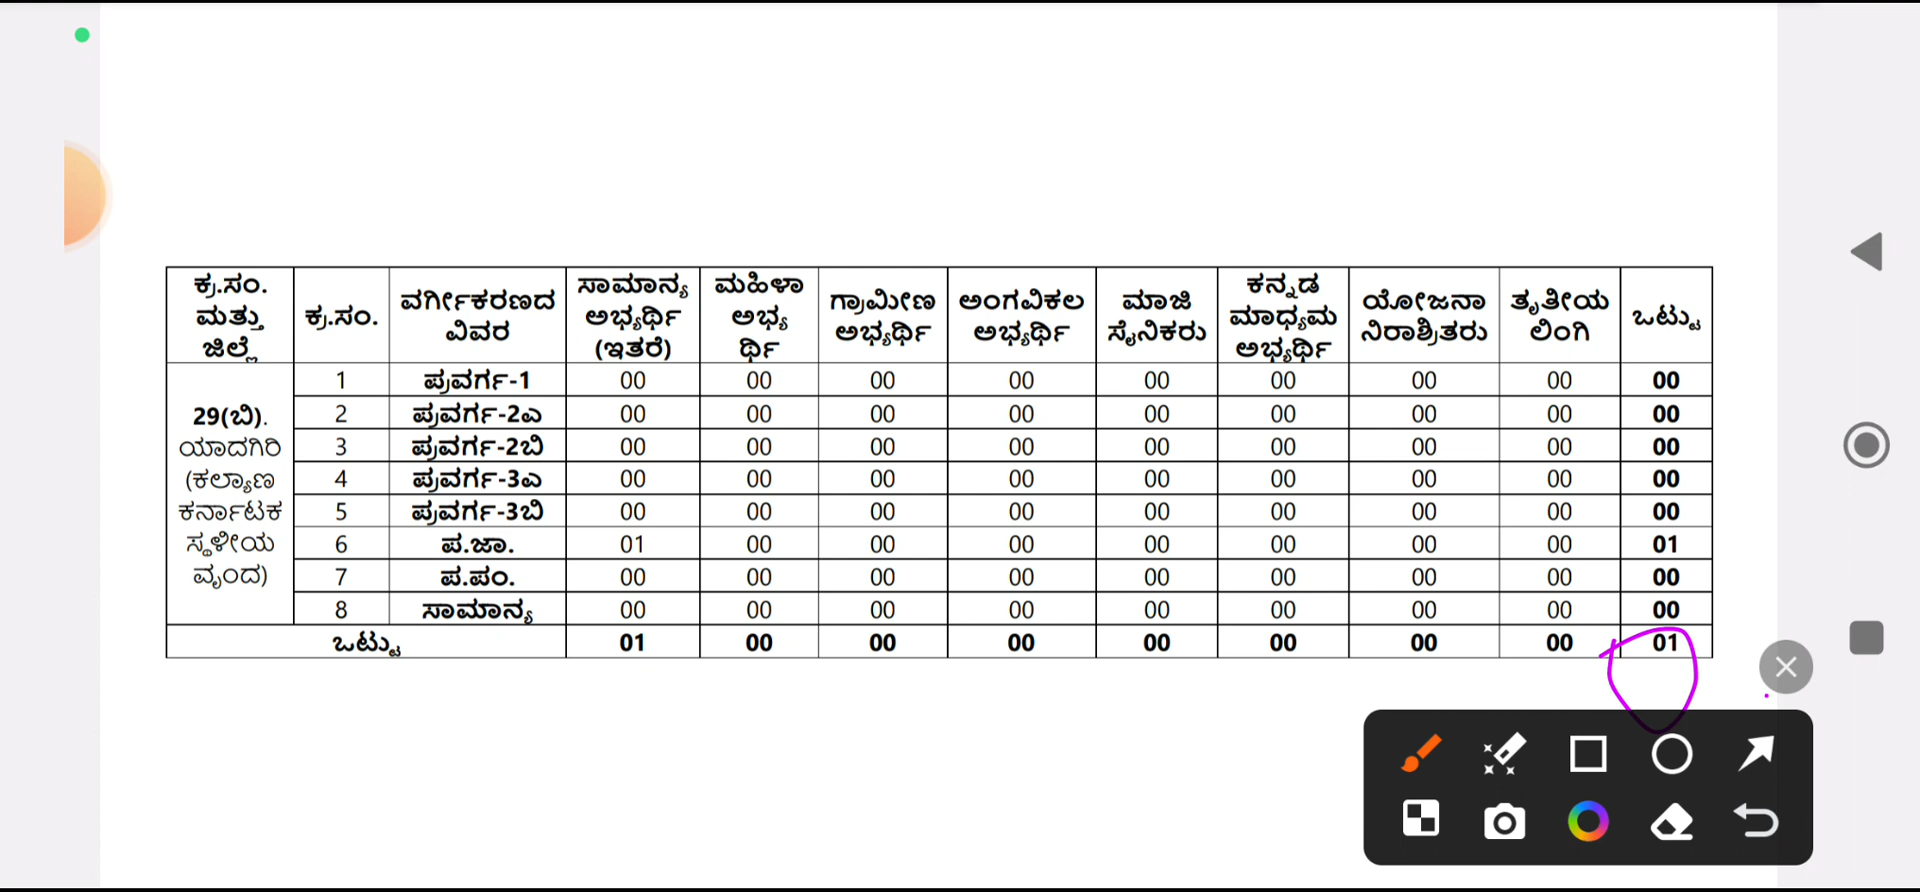 ಕ್ರ.ಸಂ. ಮತ್ತು ಜಿಲ್ಲೆ ಕ್ರ.ಸಂ. ವರ್ಗೀಕರಣದ ವಿವರ ಸಾಮಾನ್ಯ ಅಭ್ಯರ್ಥಿ (ಇತರೆ) ಮಹಿಳಾ ಅಭ್ಯರ್ಥಿ ಗ್ರಾಮೀಣ ಅಭ್ಯರ್ಥಿ ಅಂಗವಿಕಲ ಅಭ್ಯರ್ಥಿ ಮಾಜಿ ಸೈನಿಕರು ಕನ್ನಡ ಮಾಧ್ಯಮ ಅಭ್ಯರ್ಥಿ ಯೋಜನಾ ನಿರಾಶ್ರಿತರು ತೃತೀಯ ಲಿಂಗಿ ಒಟ್ಟು
29(ಬಿ).
ಯಾದಗಿರಿ
(ಕಲ್ಯಾಣ
ಕರ್ನಾಟಕ
ಸ್ಥಳೀಯ
ವೃಂದ)
1 ಪ್ರವರ್ಗ-1 00 00 00 00 00 00 00 00 00
2 ಪ್ರವರ್ಗ-2ಎ 00 00 00 00 00 00 00 00 00
3 ಪ್ರವರ್ಗ-2ಬಿ 00 00 00 00 00 00 00 00 00
4 ಪ್ರವರ್ಗ-3ಎ 00 00 00 00 00 00 00 00 00
5 ಪ್ರವರ್ಗ-3ಬಿ 00 00 00 00 00 00 00 00 00
6 ಪ.ಜಾ. 01 00 00 00 00 00 00 00 01
7 ಪ.ಪಂ. 00 00 00 00 00 00 00 00 00
8 ಸಾಮಾನ್ಯ 00 00 00 00 00 00 00 00 00
ಒಟ್ಟು 01 00 00 00 00 00 00 00 01